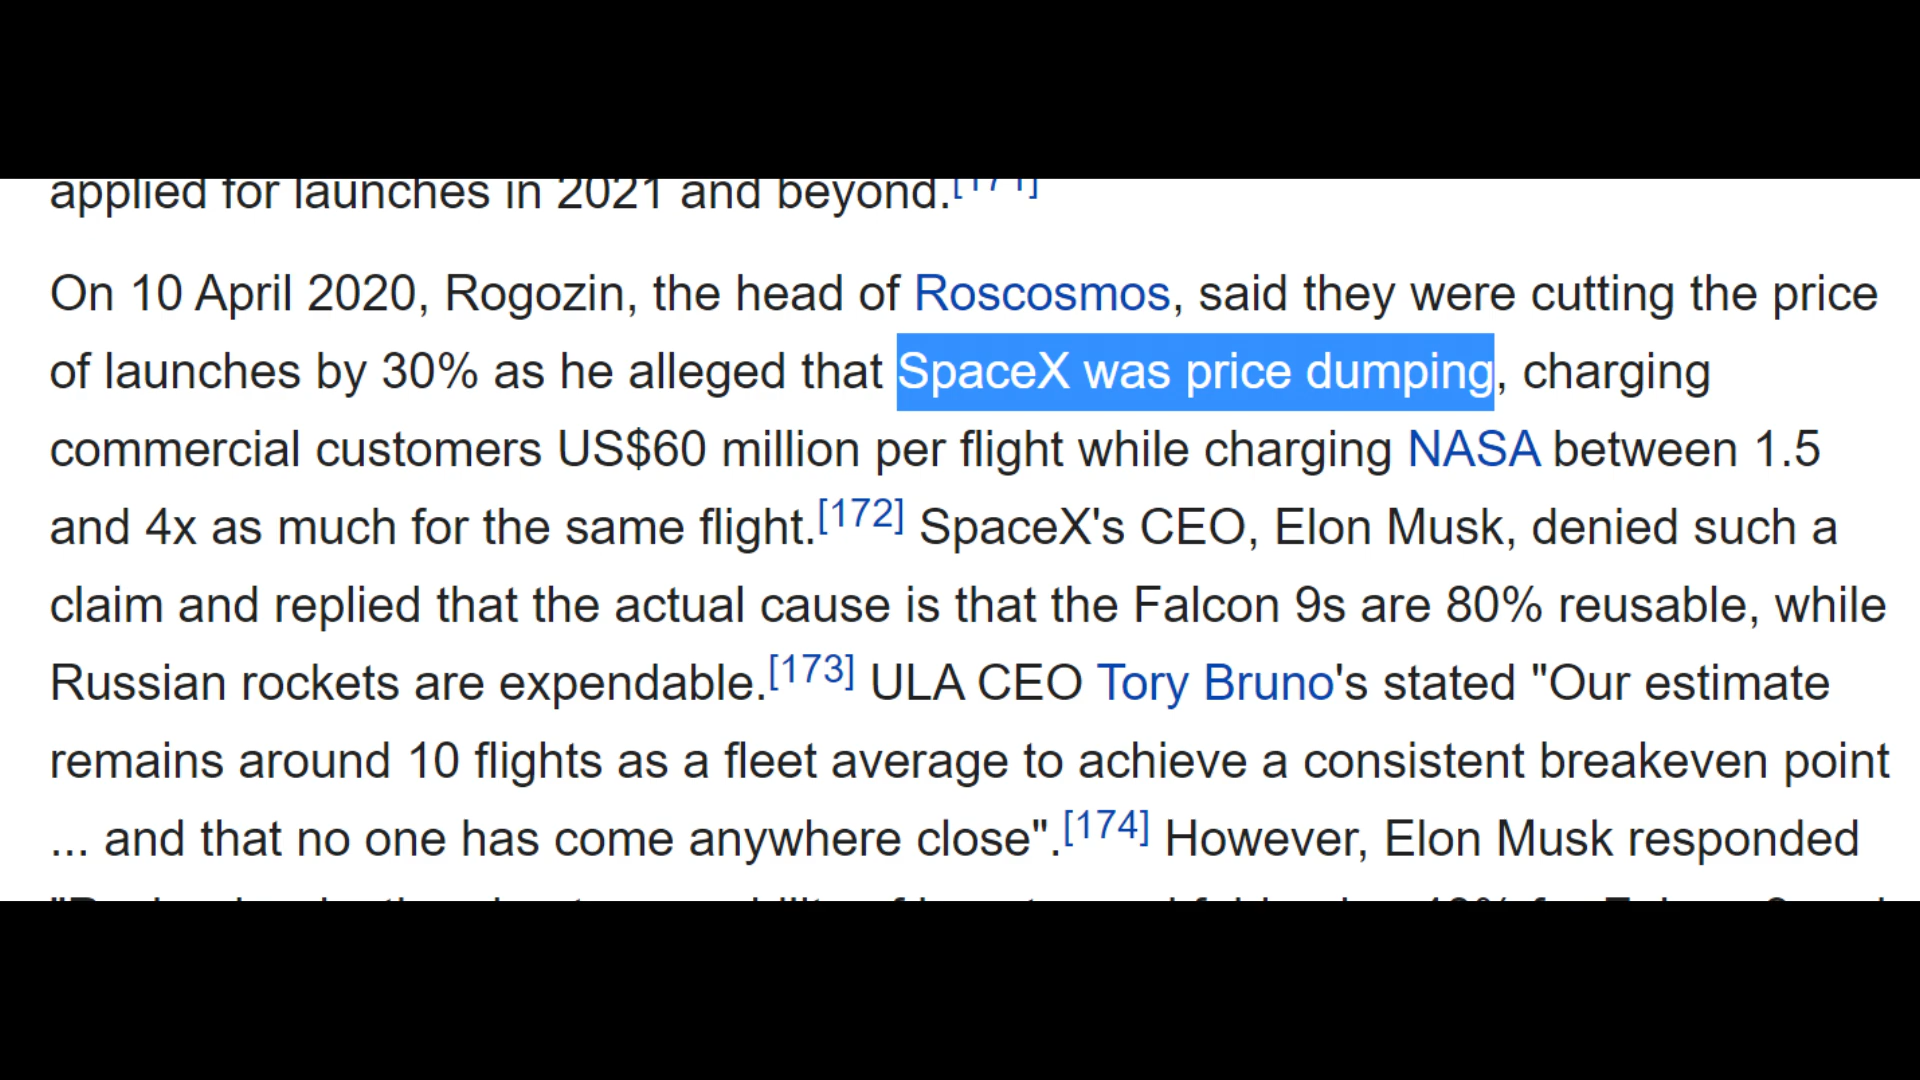 applied for launches in 2021 and beyond.[171]
On 10 April 2020, Rogozin, the head of Roscosmos, said they were cutting the price
of launches by 30% as he alleged that SpaceX was price dumping, charging
commercial customers US$60 million per flight while charging NASA between 1.5
and 4x as much for the same flight.[172] SpaceX's CEO, Elon Musk, denied such a
claim and replied that the actual cause is that the Falcon 9s are 80% reusable, while
Russian rockets are expendable.[173] ULA CEO Tory Bruno's stated "Our estimate
remains around 10 flights as a fleet average to achieve a consistent breakeven point
... and that no one has come anywhere close".[174] However, Elon Musk responded